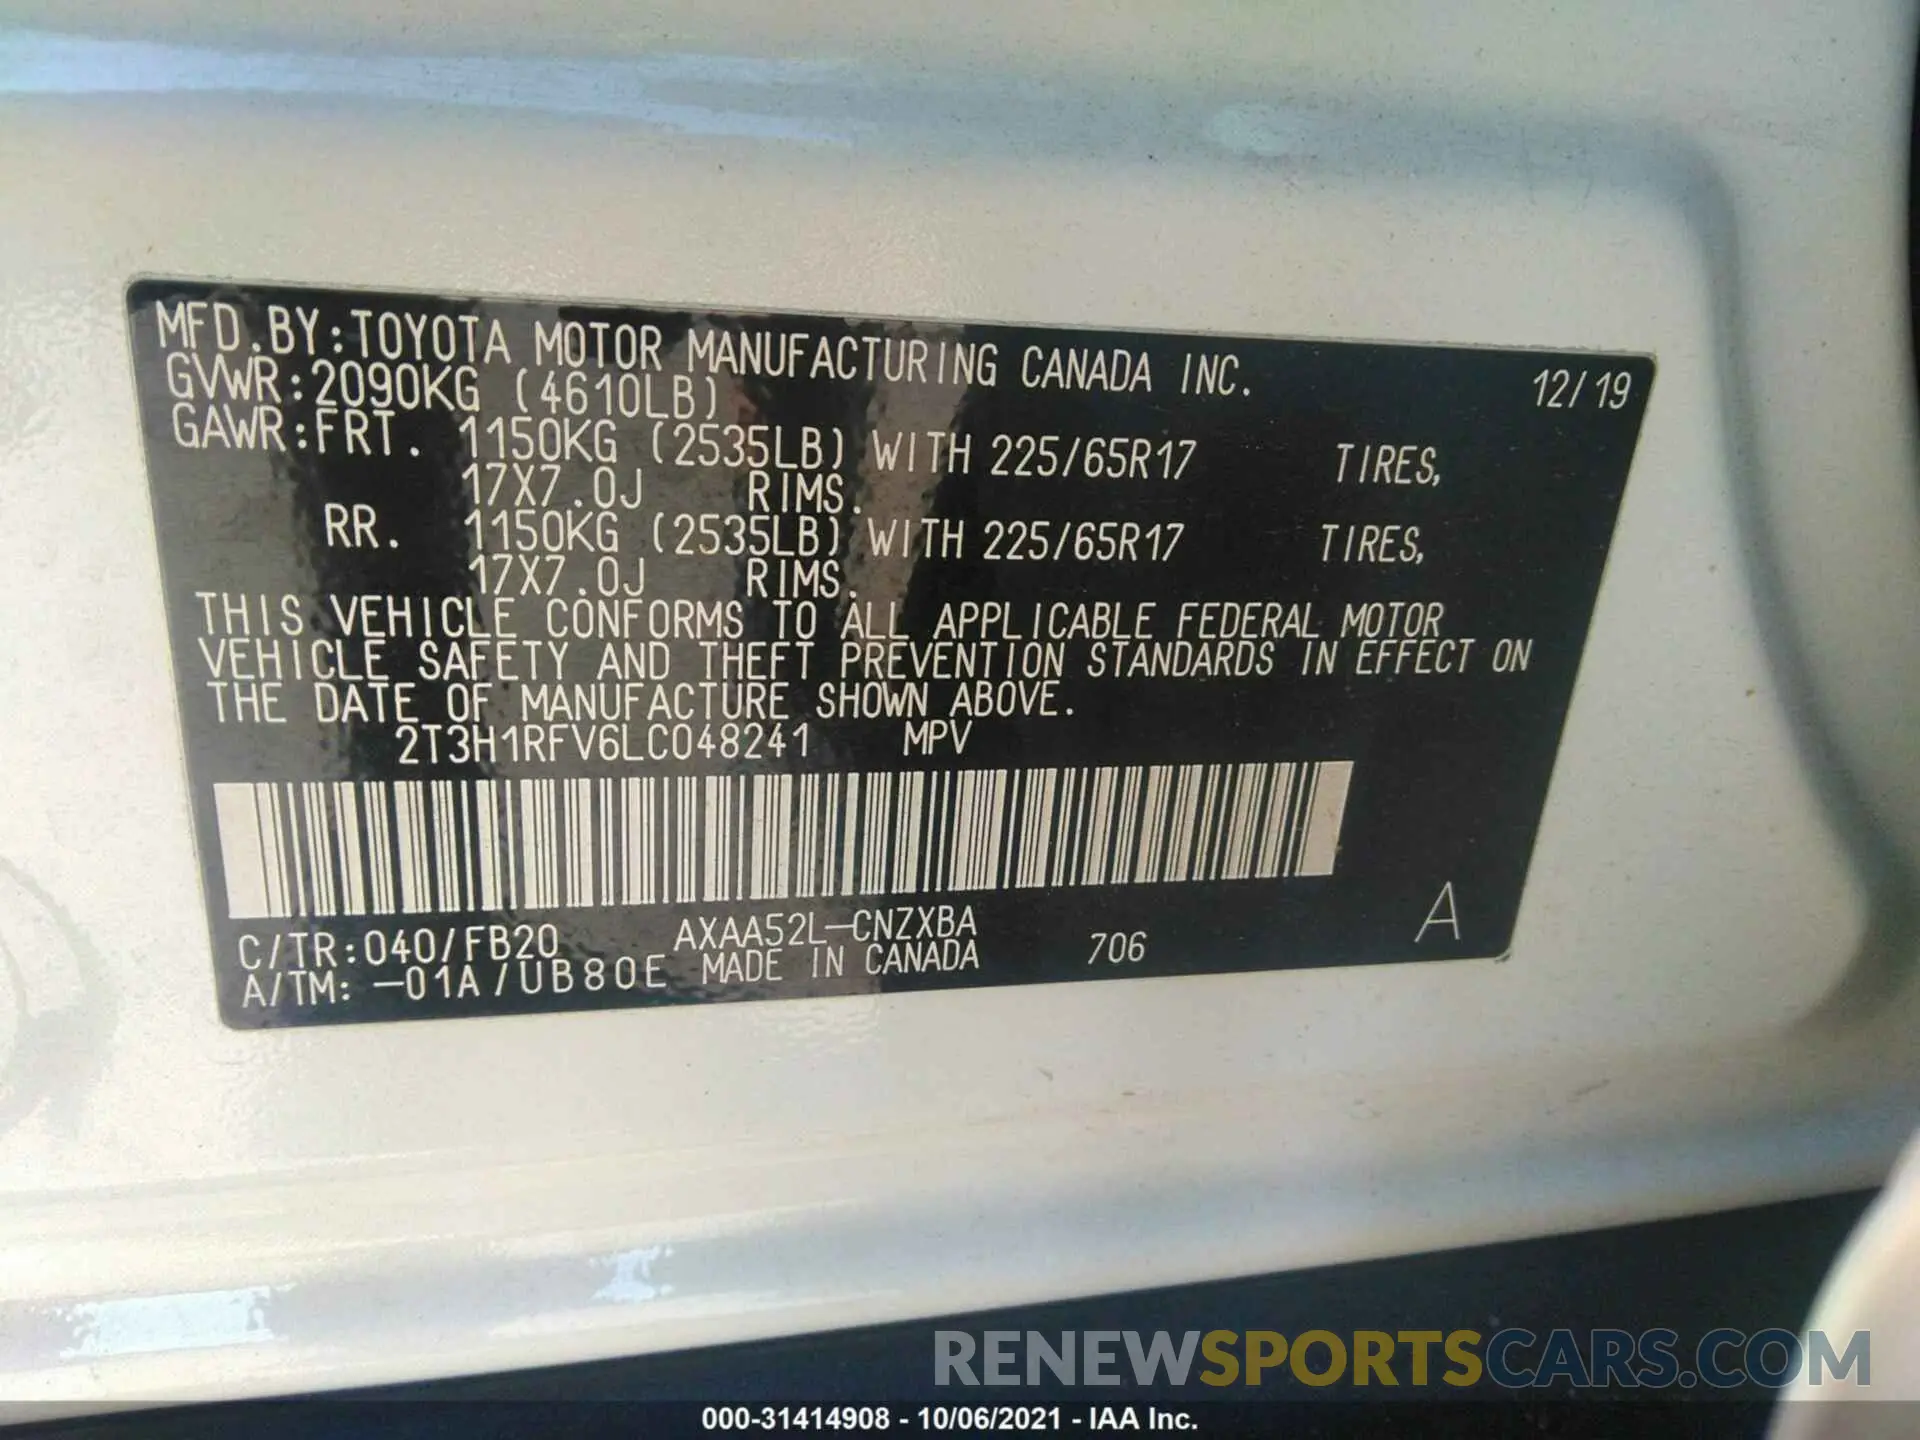 MFD.BY:TOYOTA MOTOR MANUFACTURING CANADA INC. 12/19
GVWR:2090KG (4610LB)
GAWR:FRT. 1150KG (2535LB) WITH 225/65R17 TIRES,
17X7.0J RIMS.
RR. 1150KG (2535LB) WITH 225/65R17 TIRES,
17X7.0J RIMS.
THIS VEHICLE CONFORMS TO ALL APPLICABLE FEDERAL MOTOR
VEHICLE SAFETY AND THEFT PREVENTION STANDARDS IN EFFECT ON
THE DATE OF MANUFACTURE SHOWN ABOVE.
2T3H1RFV6LC048241 MPV
C/TR:040/FB20 AXAA52L-CNZXBA A
A/TM:-01A/UB80E MADE IN CANADA 706
RENEWSPORTSCARS.COM
000-31414908 - 10/06/2021 - IAA Inc.